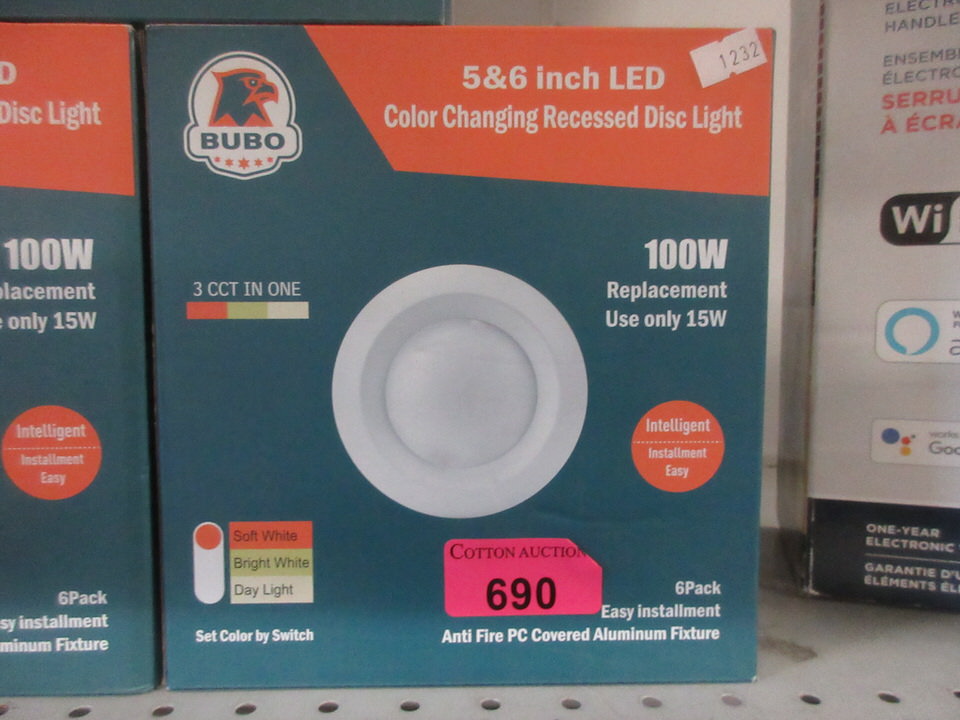 D
Disc Light
100W
placement
e only 15W
Intelligent
Installment
Easy
6Pack
sy installment
minum Fixture
BUBO
5&6 inch LED
Color Changing Recessed Disc Light
1232
3 CCT IN ONE
100W
Replacement
Use only 15W
Intelligent
Installment
Easy
Soft White
Bright White
Day Light
Set Color by Switch
COTTON AUCTION
690
6Pack
Easy installment
Anti Fire PC Covered Aluminum Fixture
ELECTRO
HANDLE
ENSEMB
ÉLECTRO
SERRU
À ÉCRA
Wi
works
Goo
ONE-YEAR
ELECTRONIC
GARANTIE D'U
ÉLÉMENTS ÉL